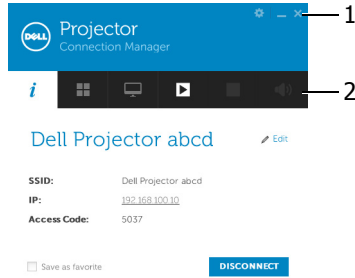 DELL
Projector
Connection Manager
1
i
2
Dell Projector abcd
Edit
SSID: Dell Projector abcd
IP: 192.168.100.10
Access Code: 5037
Save as favorite
DISCONNECT